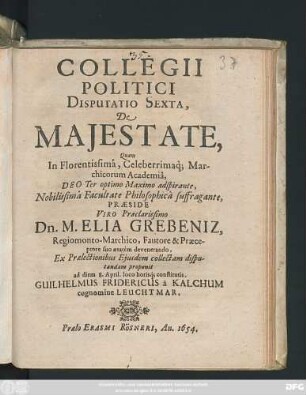 37
COLLEGII
POLITICI
DISPUTATIO SEXTA,
De
MAJESTATE,
Quam
In Florentissimâ, Celeberrimaq; Mar-
chicorum Academiâ,
DEO Ter optimo Maximo adspirante,
Nobilissimâ Facultate Philosophicâ suffragante,
PRÆSIDE
VIRO Præclarissimo
Dn. M. ELIA GREBENIZ,
Regiomonto-Marchico, Fautore & Præce-
ptore suo devenerando.
Ex Prælectionibus Ejusdem collectam dispu-
tandam proponit
ad diem 8. April. loco horisq; consuetis
GUILHELMUS FRIDERICUS à KALCHUM
cognomine LEUCHTMAR.
Prælo ERASMI RÖSNERI, An. 1654.